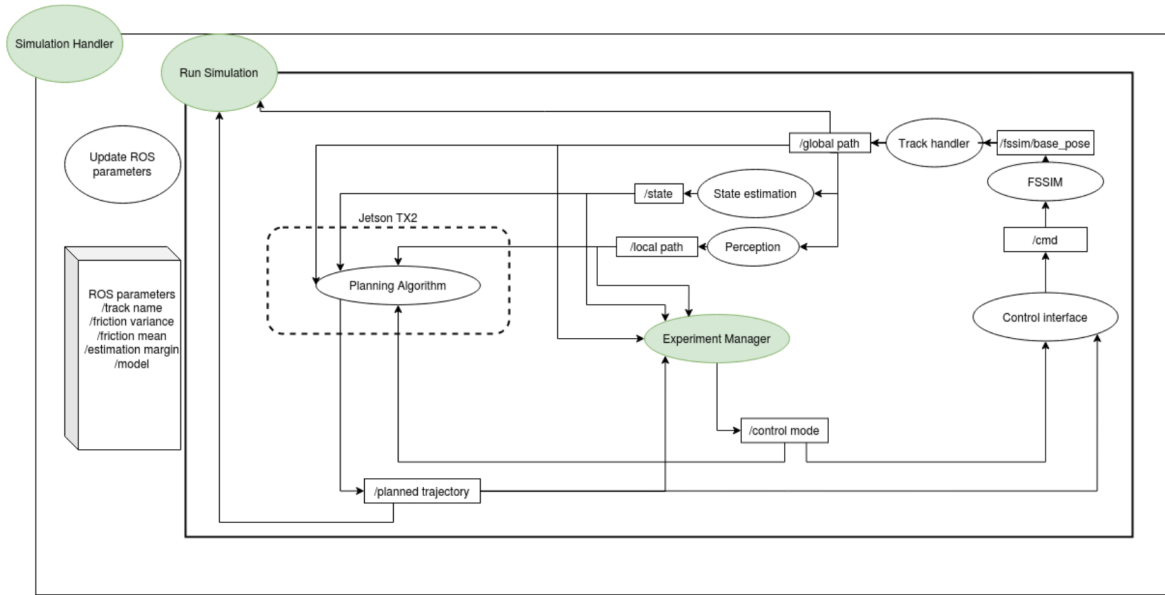 Simulation Handler
Run Simulation
Update ROS
parameters
ROS parameters
/track name
/friction variance
/friction mean
/estimation margin
/model
/global path
Track handler
/fssim/base_pose
FSSIM
/state
State estimation
Jetson TX2
/local path
Perception
/cmd
Planning Algorithm
Control interface
Experiment Manager
/control mode
/planned trajectory